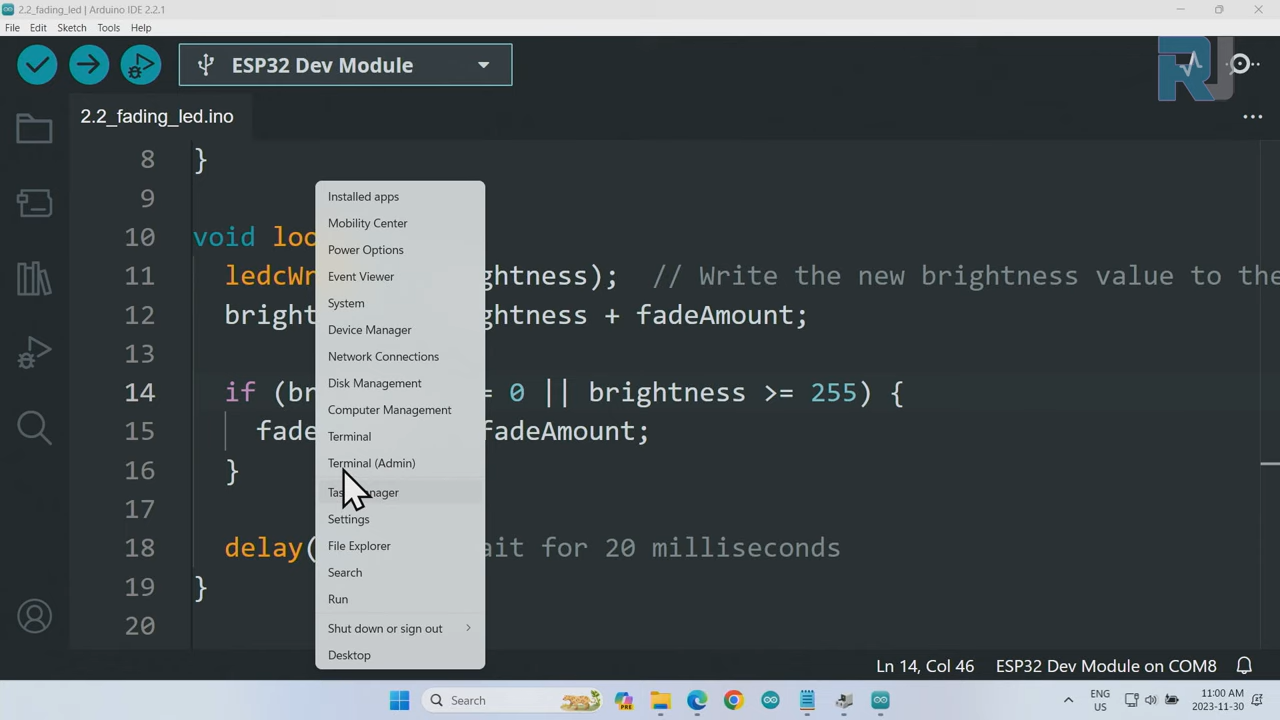 2.2_fading_led | Arduino IDE 2.2.1
File Edit Sketch Tools Help
ESP32 Dev Module
2.2_fading_led.ino
8 }
9
10 void loo
11 ledcWr ghtness); // Write the new brightness value to the
12 bright ghtness + fadeAmount;
13
14 if (br = 0 || brightness >= 255) {
15 fade fadeAmount;
16 }
17
18 delay( ait for 20 milliseconds
19 }
20
Installed apps
Mobility Center
Power Options
Event Viewer
System
Device Manager
Network Connections
Disk Management
Computer Management
Terminal
Terminal (Admin)
Task Manager
Settings
File Explorer
Search
Run
Shut down or sign out
Desktop
Ln 14, Col 46 ESP32 Dev Module on COM8
Search
PRE
ENG
US
11:00 AM
2023-11-30